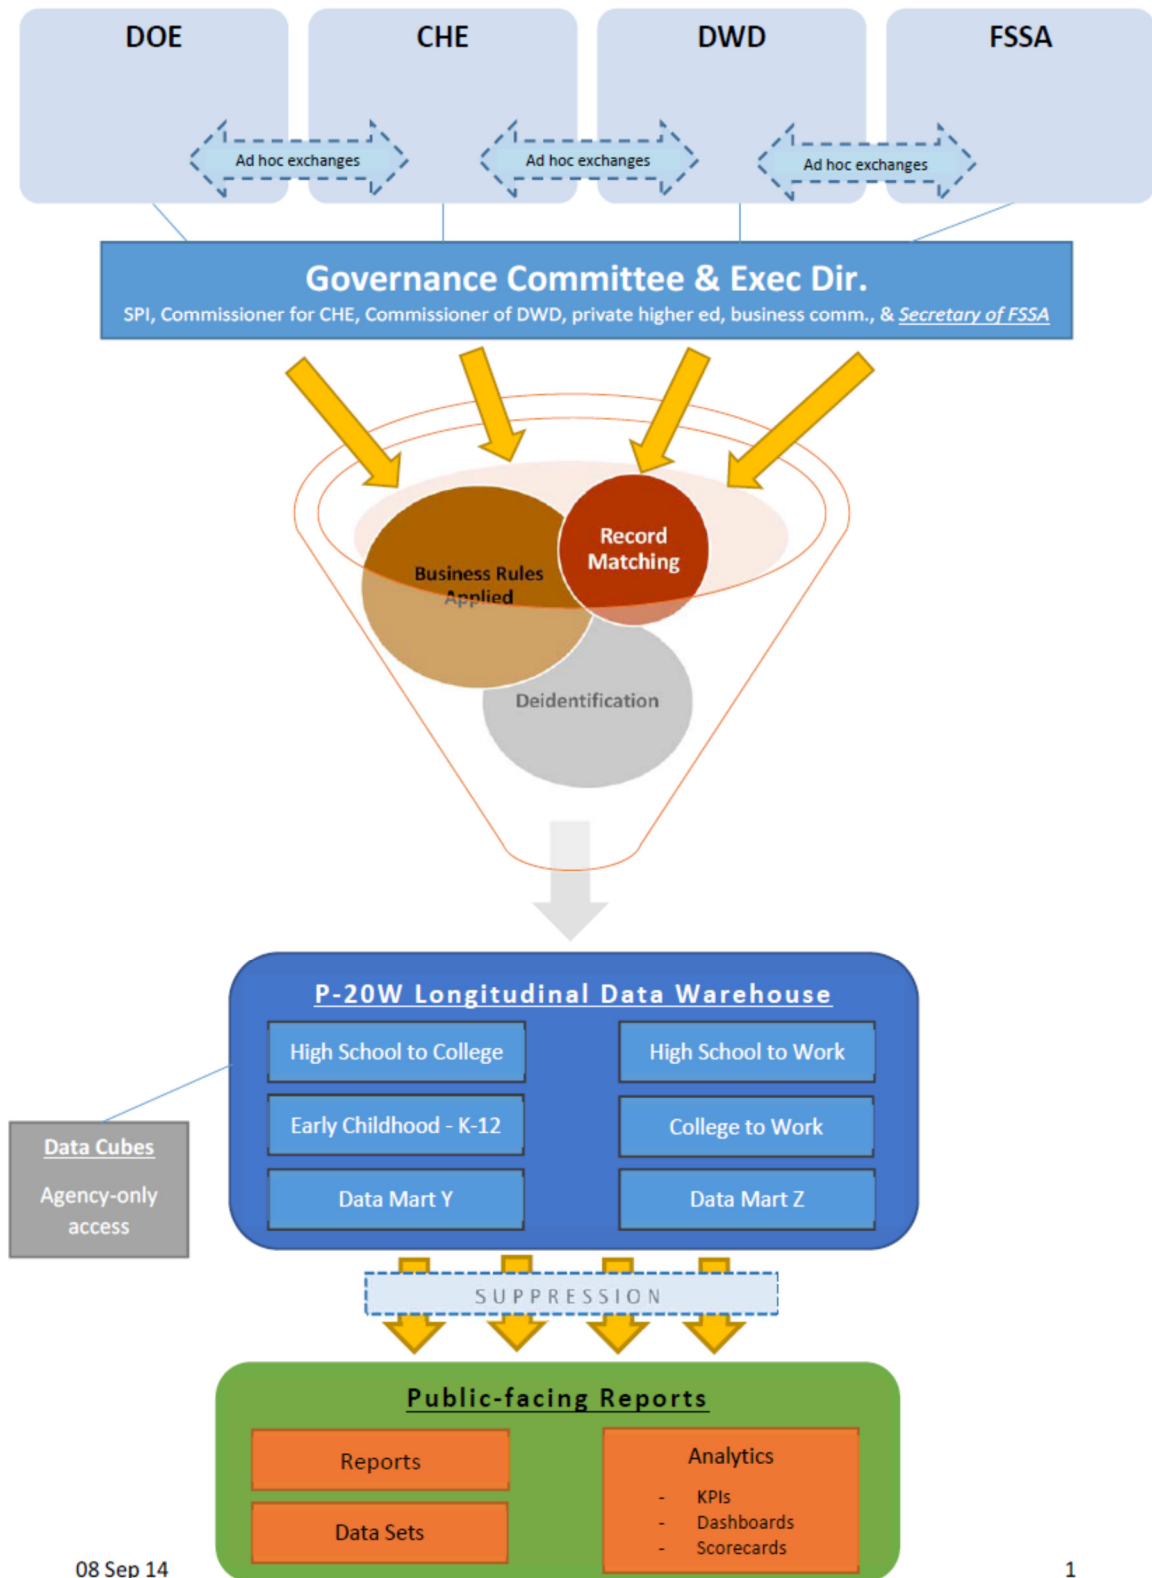 DOE
CHE
DWD
FSSA
Ad hoc exchanges
Ad hoc exchanges
Ad hoc exchanges
Governance Committee & Exec Dir.
SPI, Commissioner for CHE, Commissioner of DWD, private higher ed, business comm., & Secretary of FSSA
Record
Matching
Business Rules
Applied
Deidentification
P-20W Longitudinal Data Warehouse
High School to College
High School to Work
Early Childhood - K-12
College to Work
Data Mart Y
Data Mart Z
Data Cubes
Agency-only
access
SUPPRESSION
Public-facing Reports
Reports
Data Sets
Analytics
- KPIs
- Dashboards
- Scorecards
08 Sep 14
1